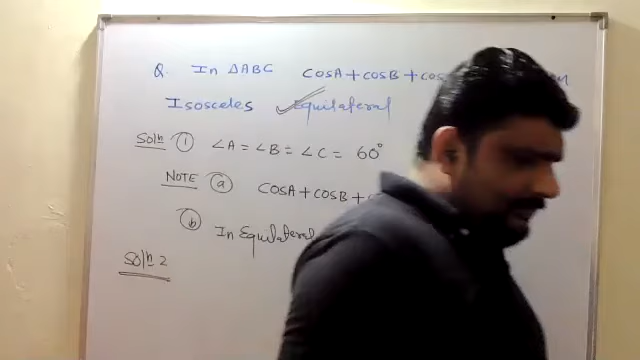 Q. In ΔABC cosA + cosB + cos
Isosceles ✓ Equilateral
Solⁿ ① ∠A = ∠B = ∠C = 60°
NOTE ⓐ cosA + cosB +
ⓑ In Equilateral
Solⁿ 2